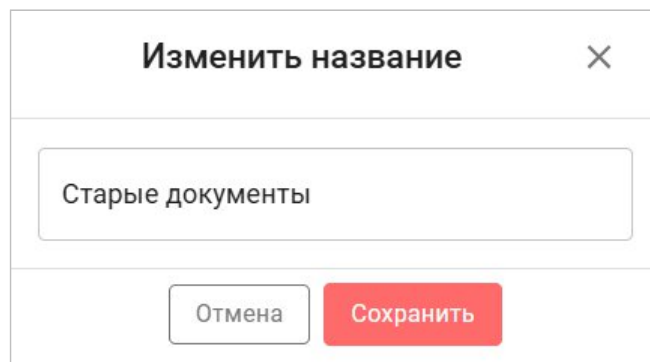 Изменить название
Старые документы
Отмена Сохранить